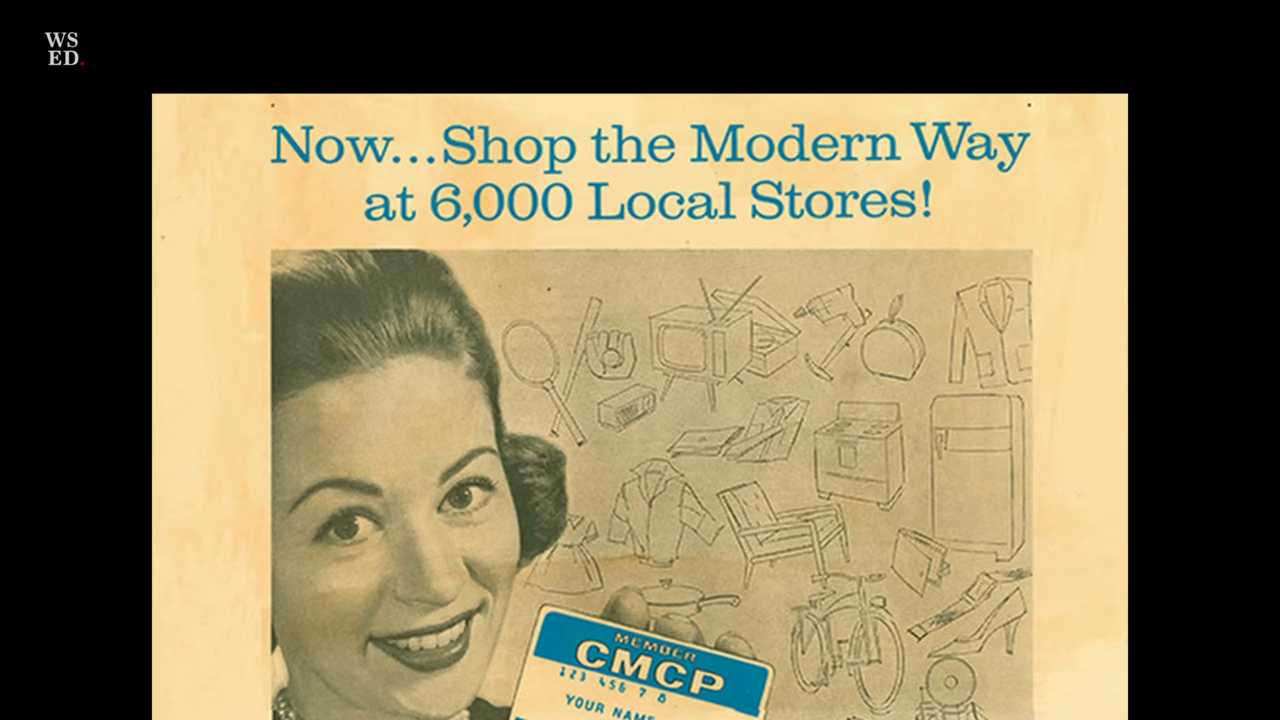 WS
ED.
Now...Shop the Modern Way
at 6,000 Local Stores!
MEMBER
CMCP
123 456 7 8
YOUR NAME